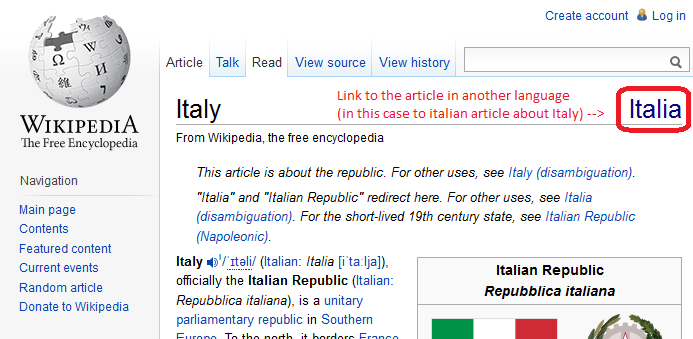 Create account Log in
Article Talk Read View source View history
WIKIPEDIA
The Free Encyclopedia
Italy
Link to the article in another language
(in this case to italian article about Italy) -->
Italia
From Wikipedia, the free encyclopedia
Navigation
Main page
Contents
Featured content
Current events
Random article
Donate to Wikipedia
This article is about the republic. For other uses, see Italy (disambiguation).
"Italia" and "Italian Republic" redirect here. For other uses, see Italia
(disambiguation). For the short-lived 19th century state, see Italian Republic
(Napoleonic).
Italy /ˈɪtəli/ (Italian: Italia [iˈtaːlja]),
officially the Italian Republic (Italian:
Repubblica italiana), is a unitary
parliamentary republic in Southern
Europe. To the north, it borders France
Italian Republic
Repubblica italiana